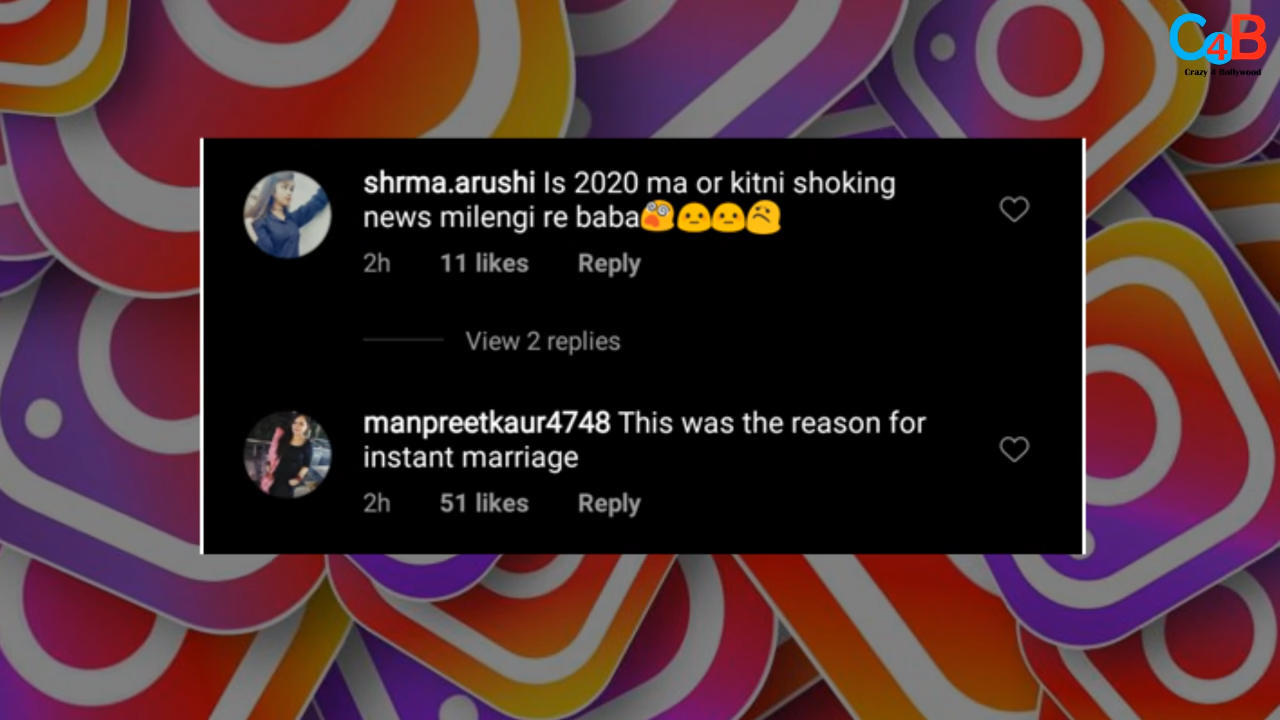 C4B
Crazy 4 Bollywood
shrma.arushi Is 2020 ma or kitni shoking
news milengi re baba😵😐😐😟
2h 11 likes Reply
View 2 replies
manpreetkaur4748 This was the reason for
instant marriage
2h 51 likes Reply